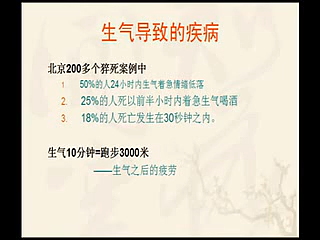 生气导致的疾病
北京200多个猝死案例中
1. 50%的人24小时内生气着急情绪低落
2. 25%的人死以前半小时内着急生气喝酒
3. 18%的人死亡发生在30秒钟之内。
生气10分钟=跑步3000米
——生气之后的疲劳